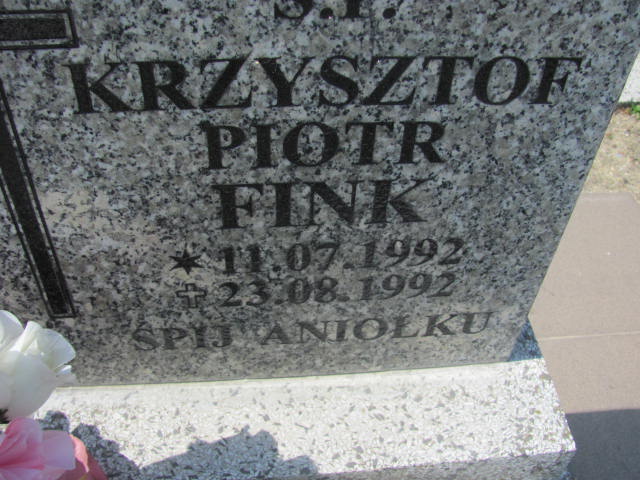 Ś.P.
KRZYSZTOF
PIOTR
FINK
★ 11.07.1992
✝ 23.08.1992
ŚPIJ ANIOŁKU